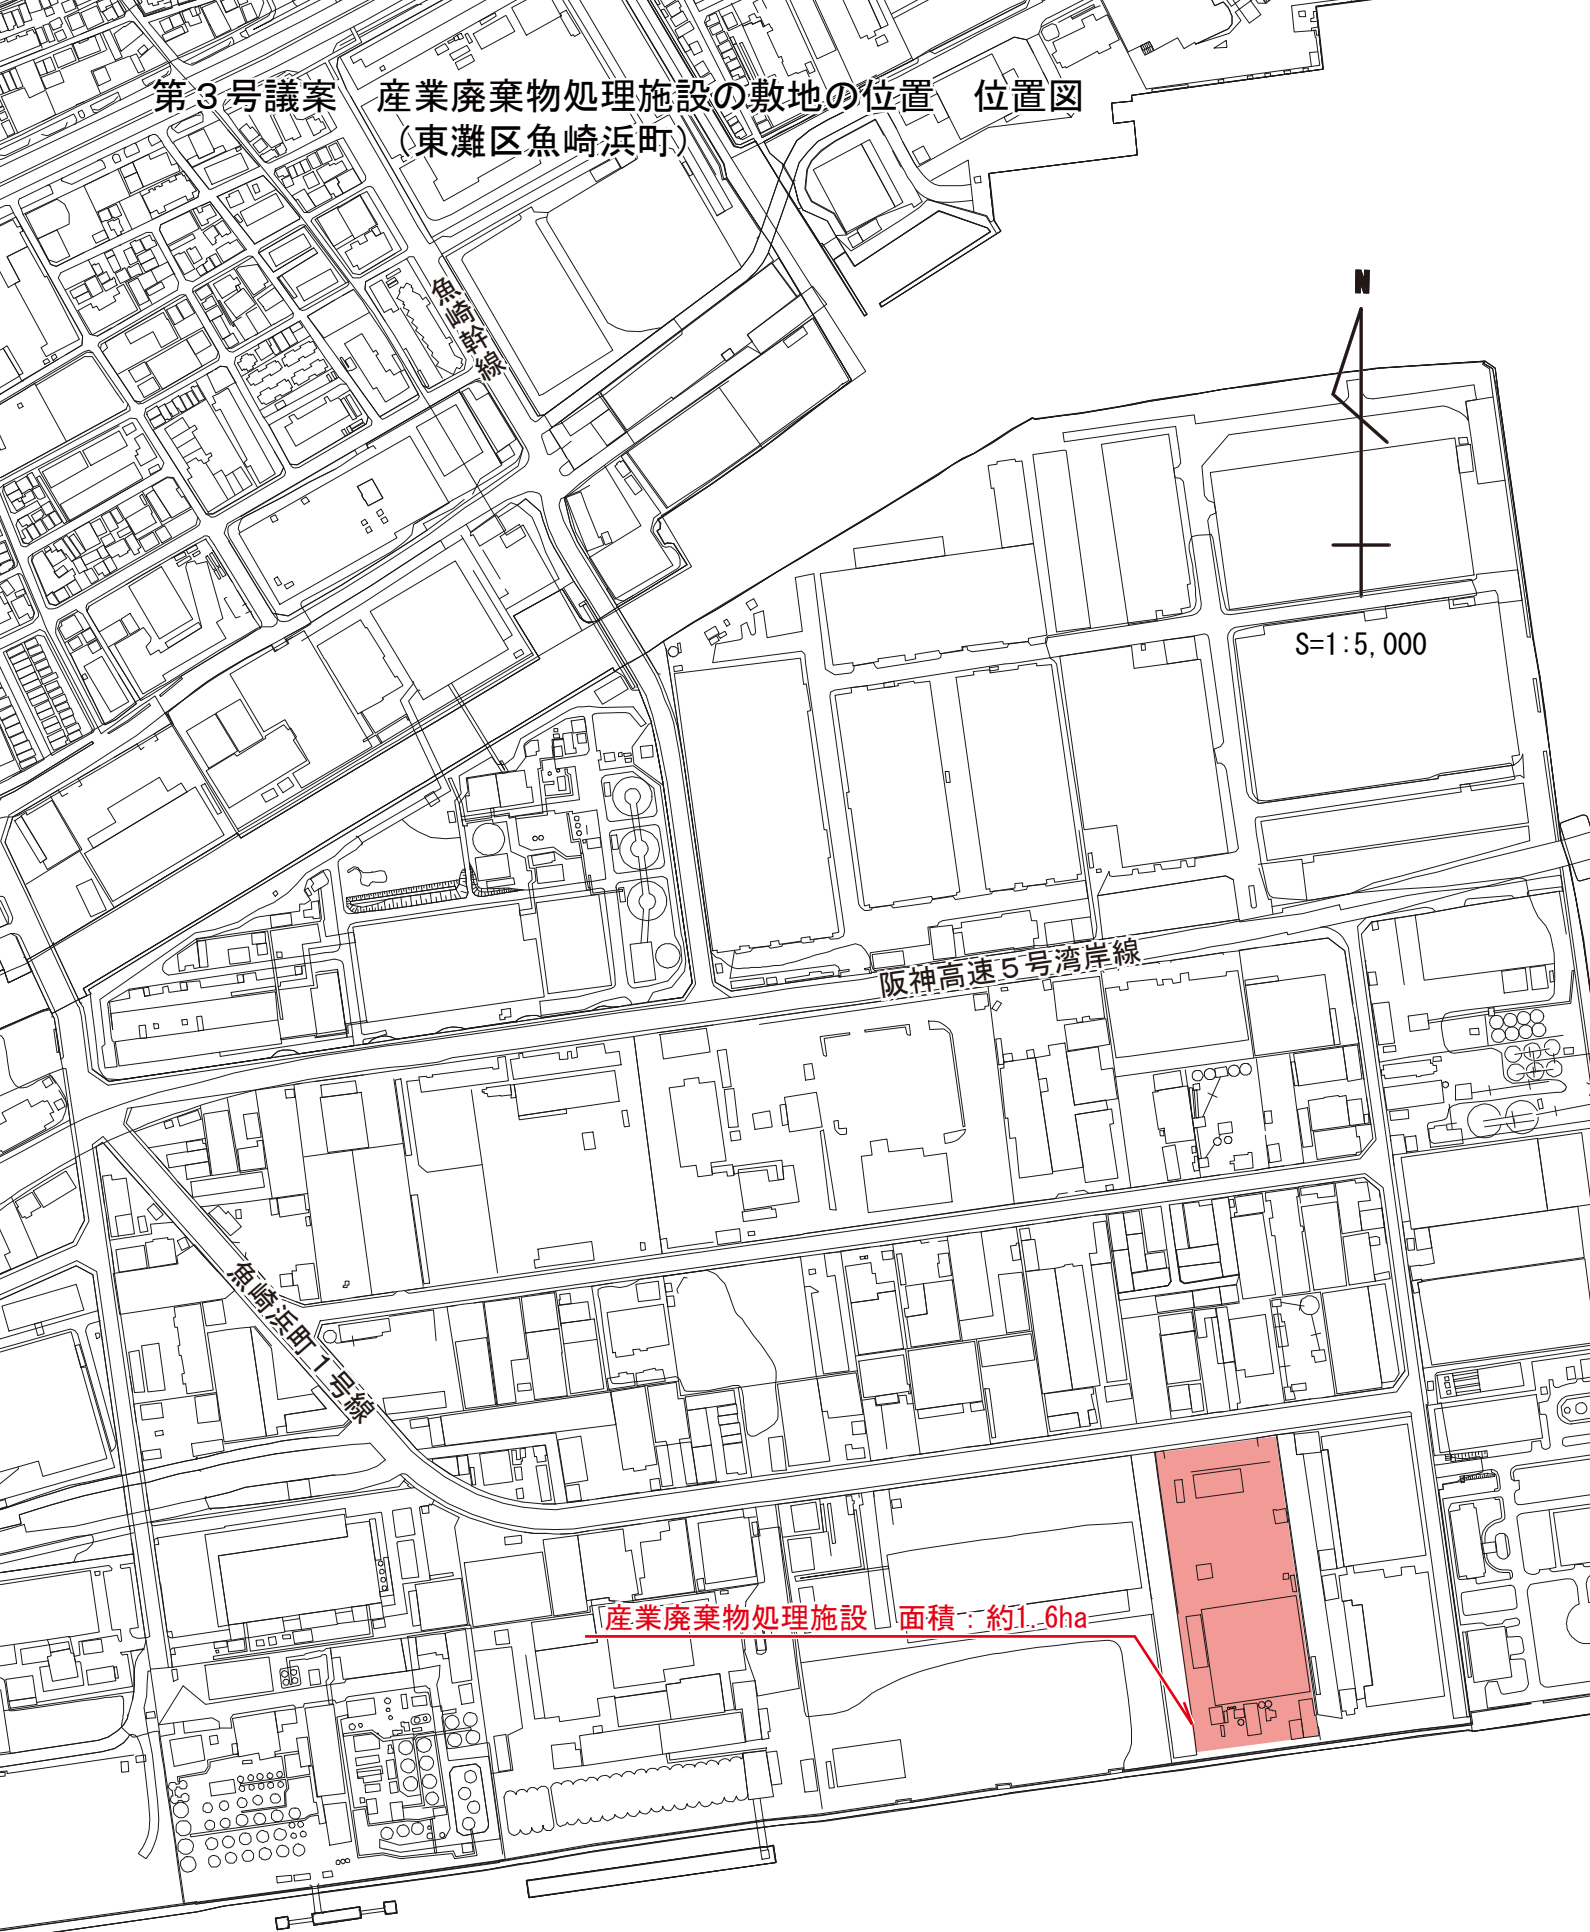 第３号議案　産業廃棄物処理施設の敷地の位置　位置図
（東灘区魚崎浜町）
魚崎幹線
N
S=1:5,000
阪神高速５号湾岸線
魚崎浜町１号線
産業廃棄物処理施設　面積：約1.6ha